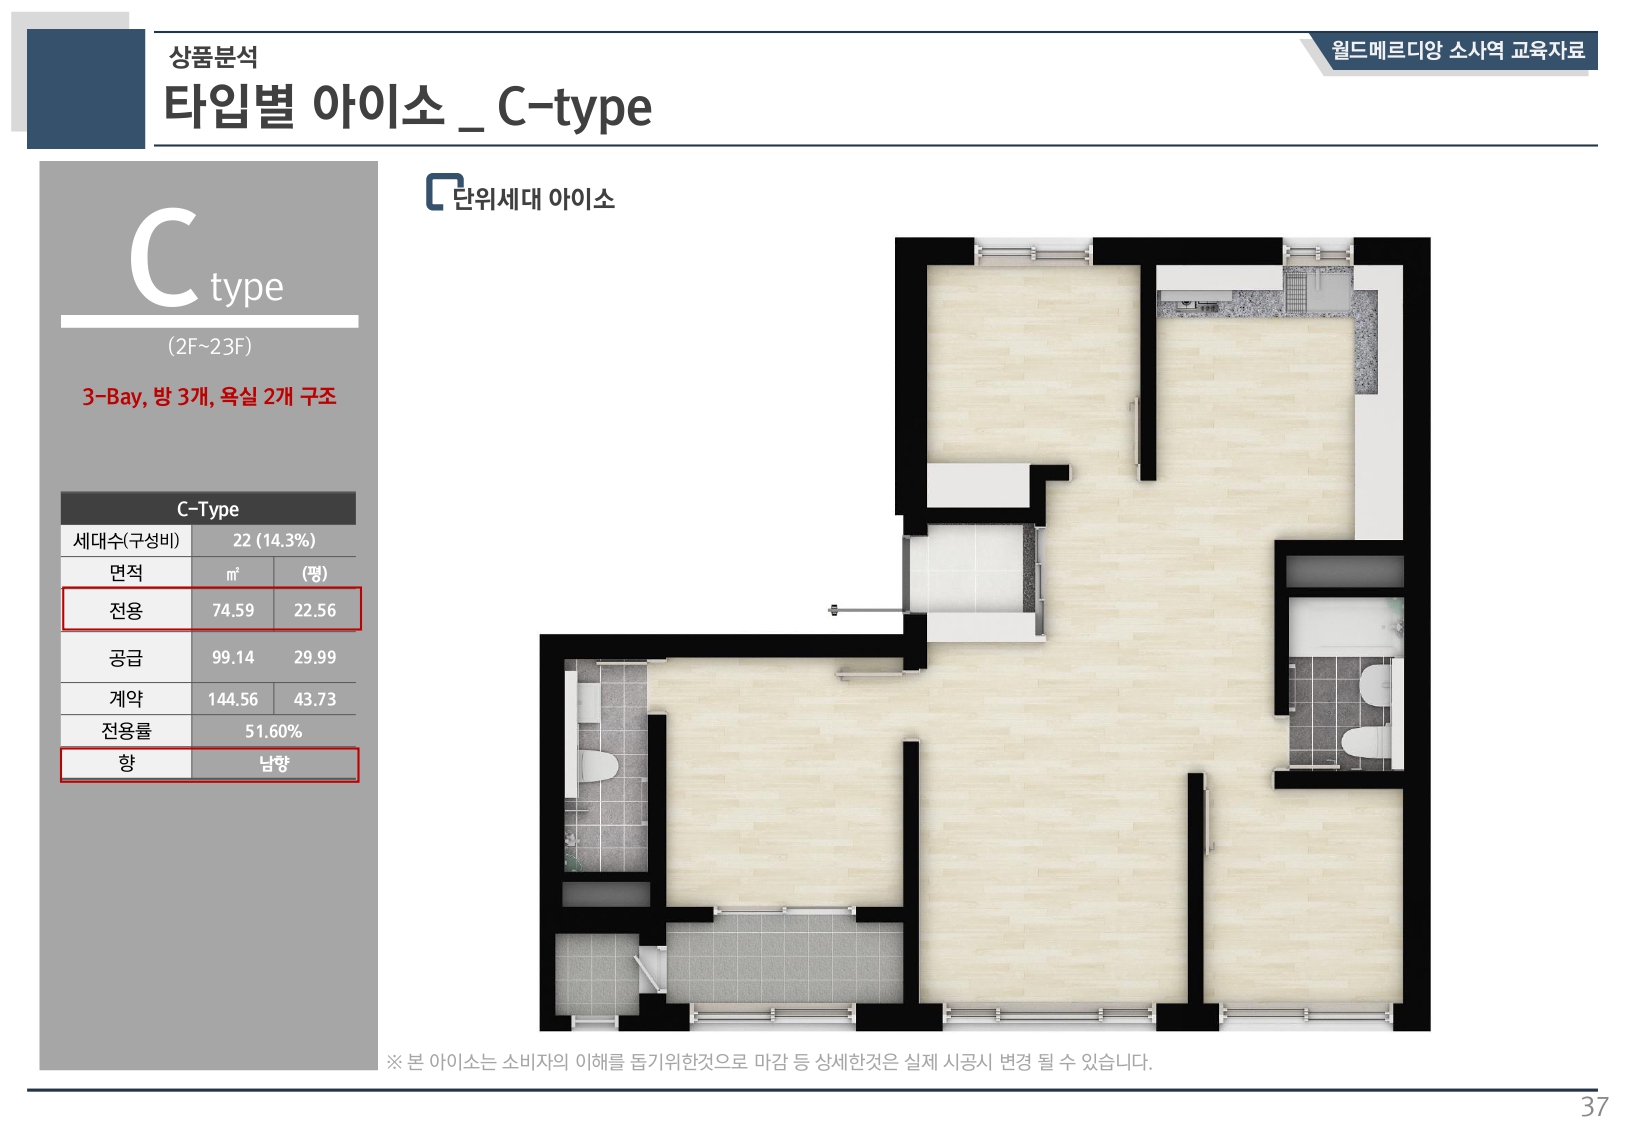 상품분석
타입별 아이소 _ C-type
월드메르디앙 소사역 교육자료
C type
(2F~23F)
3-Bay, 방 3개, 욕실 2개 구조
C-Type
세대수(구성비) 22 (14.3%)
면적 ㎡ (평)
전용 74.59 22.56
공급 99.14 29.99
계약 144.56 43.73
전용률 51.60%
향 남향
단위세대 아이소
※ 본 아이소는 소비자의 이해를 돕기위한것으로 마감 등 상세한것은 실제 시공시 변경 될 수 있습니다.
37